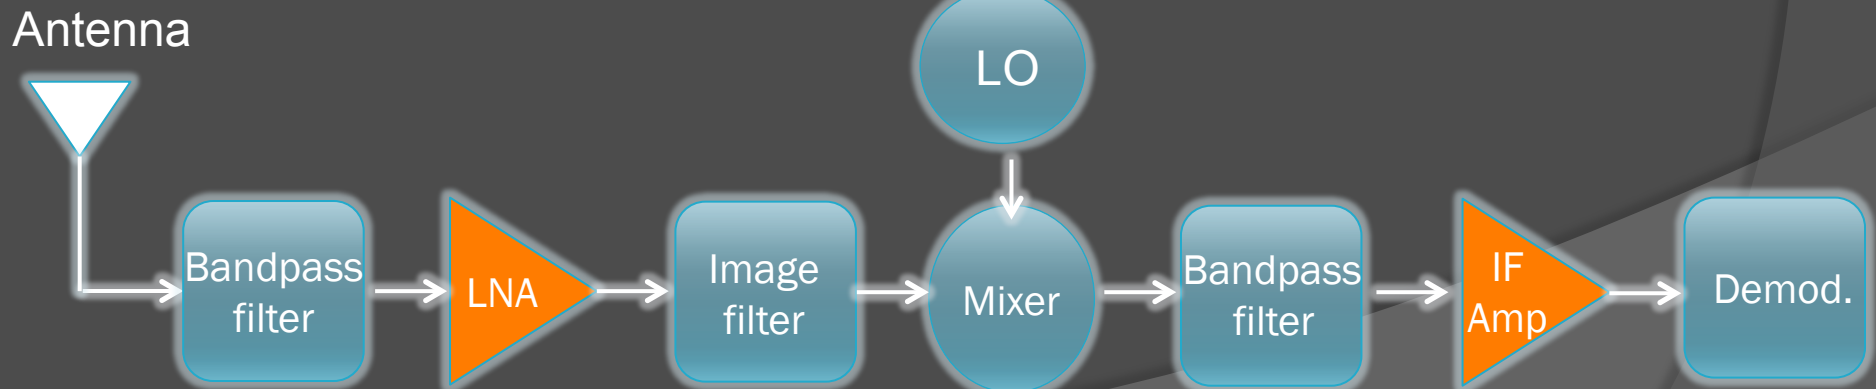 Antenna
LO
Bandpass
filter
LNA
Image
filter
Mixer
Bandpass
filter
IF
Amp
Demod.